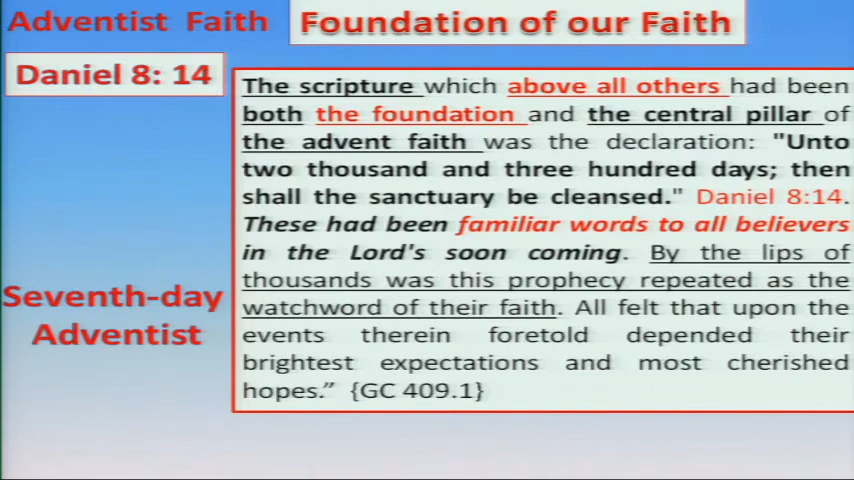 Adventist Faith
Foundation of our Faith
Daniel 8: 14
The scripture which above all others had been
both the foundation and the central pillar of
the advent faith was the declaration: "Unto
two thousand and three hundred days; then
shall the sanctuary be cleansed." Daniel 8:14.
These had been familiar words to all believers
in the Lord's soon coming. By the lips of
thousands was this prophecy repeated as the
watchword of their faith. All felt that upon the
events therein foretold depended their
brightest expectations and most cherished
hopes.” {GC 409.1}
Seventh-day
Adventist